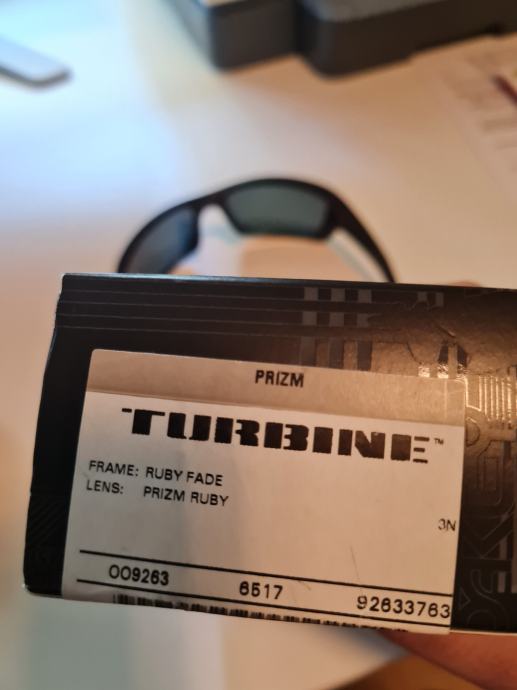 PRIZM
TURBINE™
FRAME: RUBY FADE
LENS: PRIZM RUBY
3N
OO9263 6517 92633763